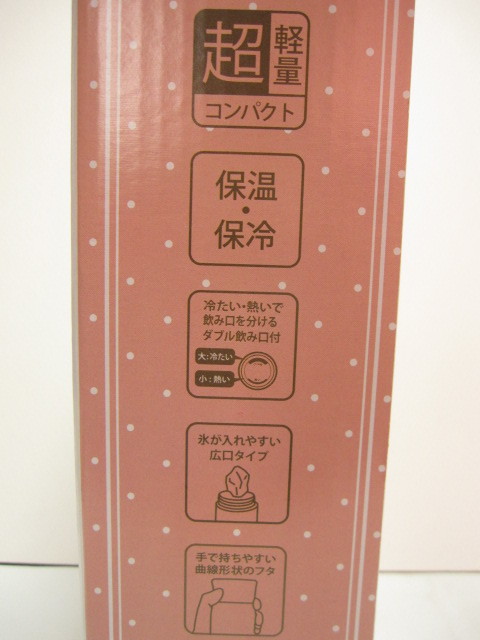 超軽量
コンパクト
保温
・
保冷
冷たい・熱いで
飲み口を分ける
ダブル飲み口付
大:冷たい
小:熱い
氷が入れやすい
広口タイプ
手で持ちやすい
曲線形状のフタ